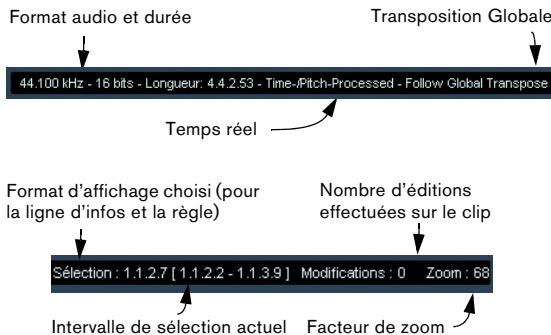 Format audio et durée
Transposition Globale
44.100 kHz - 16 bits - Longueur: 4.4.2.53 - Time-/Pitch-Processed - Follow Global Transpose
Temps réel
Format d'affichage choisi (pour
la ligne d'infos et la règle)
Nombre d'éditions
effectuées sur le clip
Sélection : 1.1.2.7 [ 1.1.2.2 - 1.1.3.9 ] Modifications : 0 Zoom : 68
Intervalle de sélection actuel
Facteur de zoom